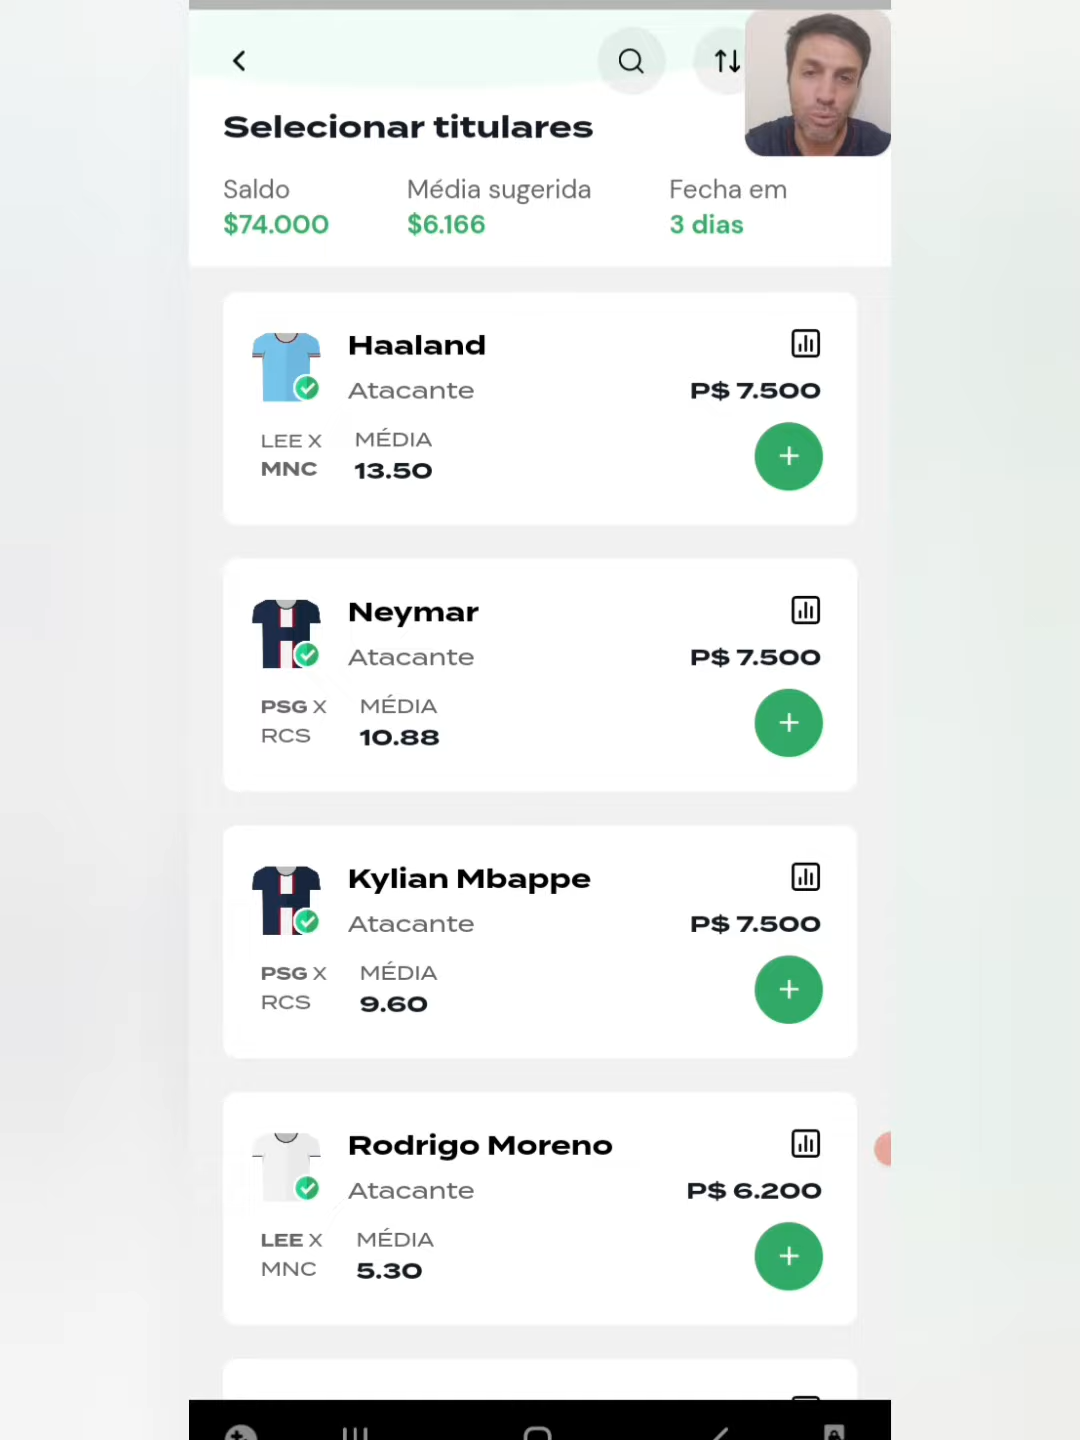 Selecionar titulares
Saldo
Média sugerida
Fecha em
$74.000
$6.166
3 dias
Haaland
Atacante
P$ 7.500
LEE X
MNC
MÉDIA
13.50
Neymar
Atacante
P$ 7.500
PSG X
RCS
MÉDIA
10.88
Kylian Mbappe
Atacante
P$ 7.500
PSG X
RCS
MÉDIA
9.60
Rodrigo Moreno
Atacante
P$ 6.200
LEE X
MNC
MÉDIA
5.30